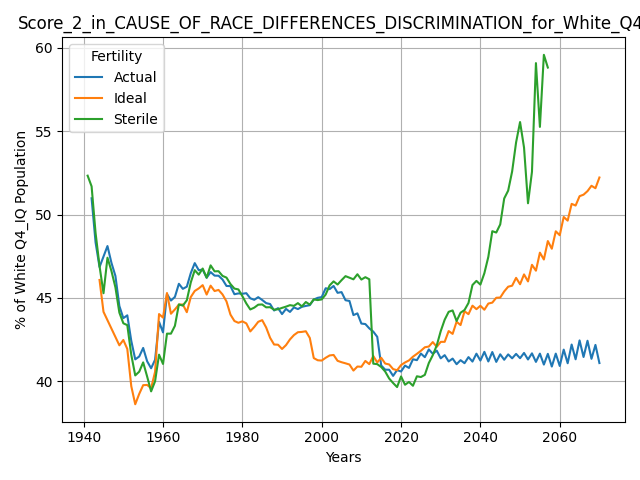 Score_2_in_CAUSE_OF_RACE_DIFFERENCES_DISCRIMINATION_for_White_Q4
60
55
50
45
40
% of White Q4_IQ Population
Fertility
Actual
Ideal
Sterile
1940 1960 1980 2000 2020 2040 2060
Years